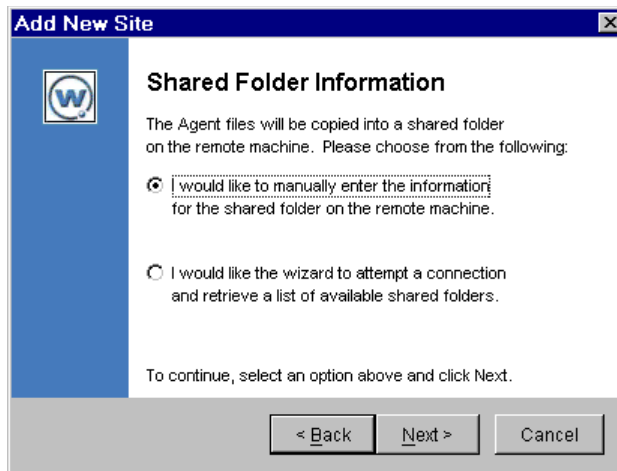 Add New Site
W
Shared Folder Information
The Agent files will be copied into a shared folder
on the remote machine. Please choose from the following:
I would like to manually enter the information
for the shared folder on the remote machine.
I would like the wizard to attempt a connection
and retrieve a list of available shared folders.
To continue, select an option above and click Next.
< Back
Next >
Cancel